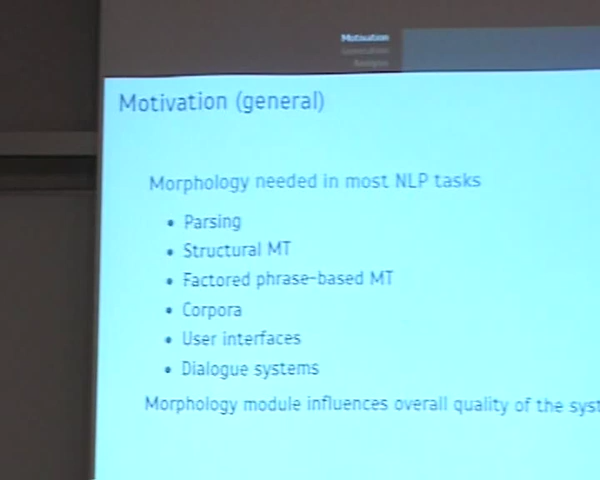 Motivation
Motivation (general)
Morphology needed in most NLP tasks
• Parsing
• Structural MT
• Factored phrase-based MT
• Corpora
• User interfaces
• Dialogue systems
Morphology module influences overall quality of the syst